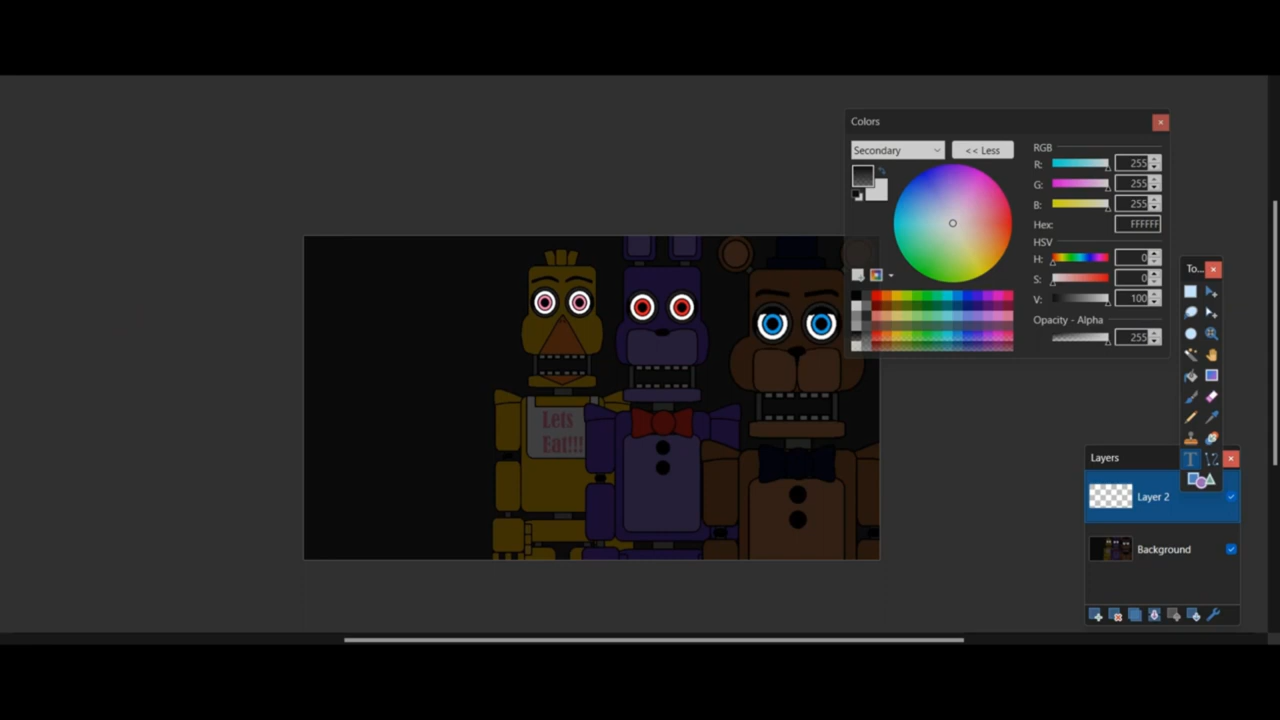 Colors
Secondary
<< Less
RGB
R: 255
G: 255
B: 255
Hex: FFFFFF
HSV
H: 0
S: 0
V: 100
Opacity - Alpha
255
To...
Lets
Eat!!!
Layers
Layer 2
Background